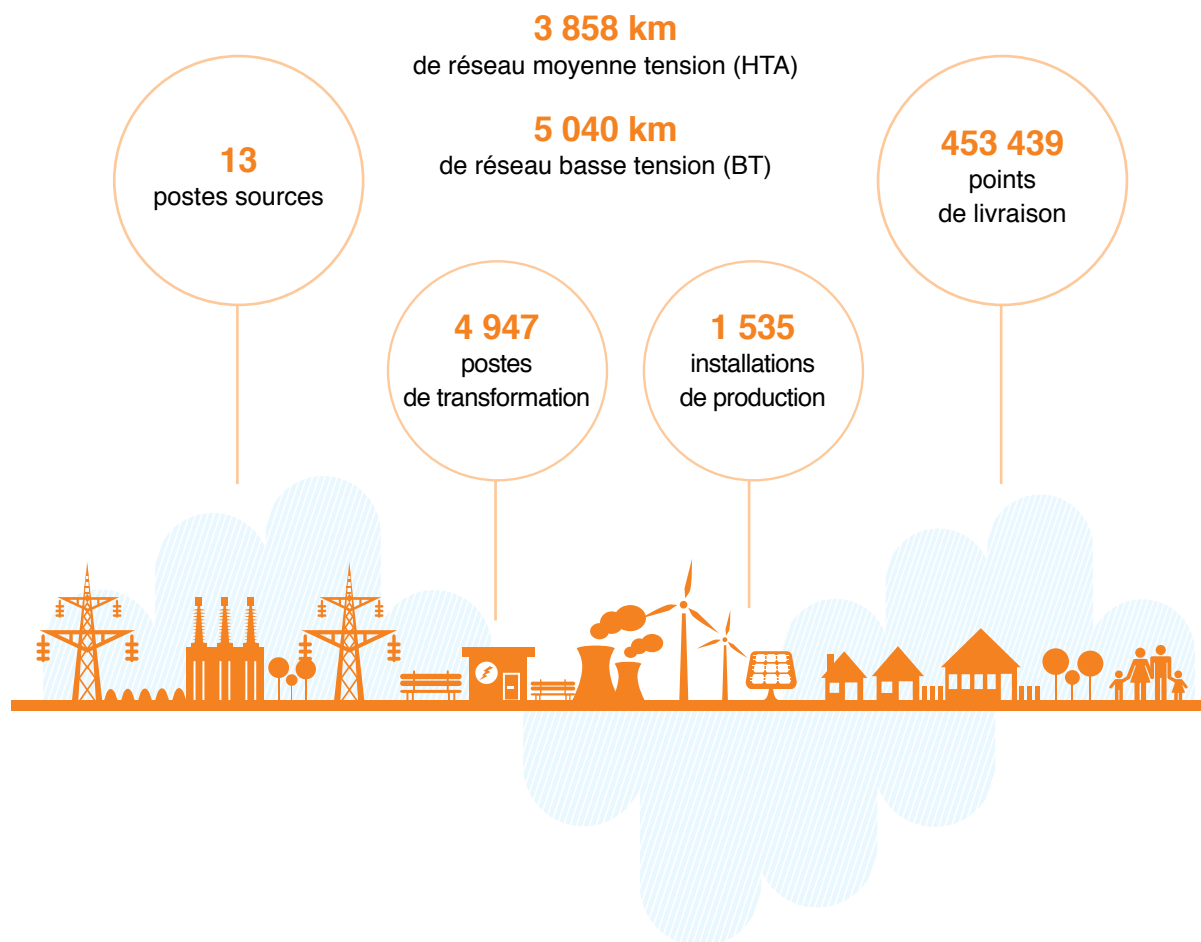 3 858 km
de réseau moyenne tension (HTA)
5 040 km
de réseau basse tension (BT)
13
postes sources
453 439
points
de livraison
4 947
postes
de transformation
1 535
installations
de production